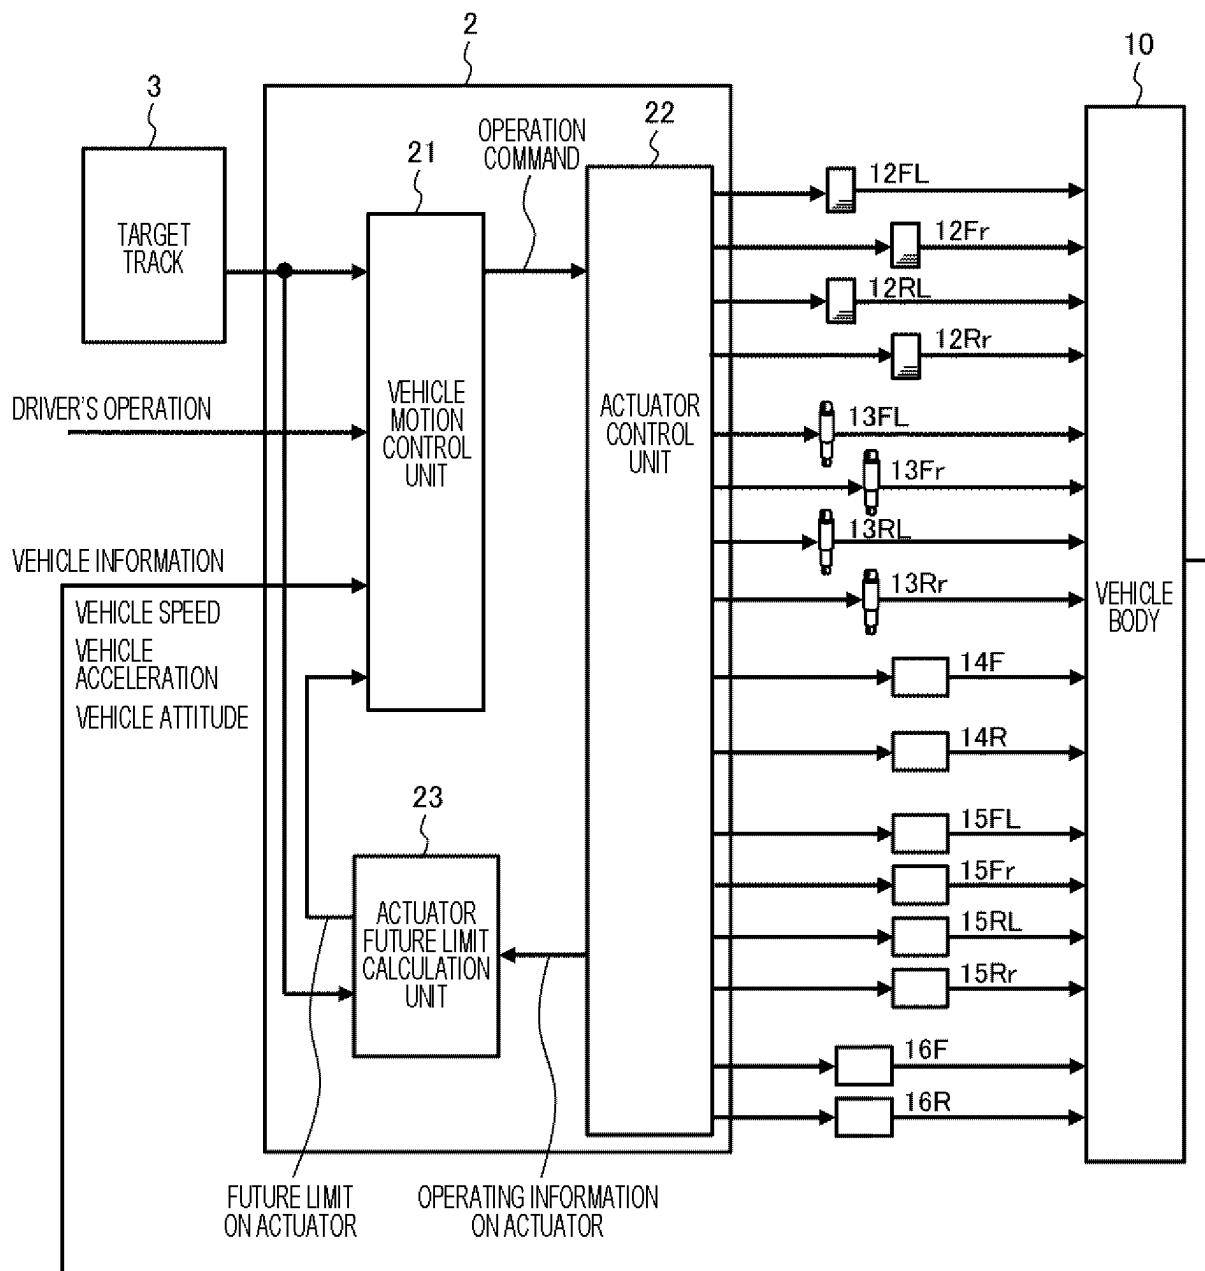 2
10
3
22
OPERATION
COMMAND
21
12FL
TARGET
TRACK
12Fr
12RL
12Rr
VEHICLE
MOTION
CONTROL
UNIT
ACTUATOR
CONTROL
UNIT
DRIVER'S OPERATION
13FL
13Fr
13RL
13Rr
VEHICLE
BODY
VEHICLE INFORMATION
VEHICLE SPEED
VEHICLE
ACCELERATION
VEHICLE ATTITUDE
14F
14R
23
15FL
15Fr
15RL
15Rr
ACTUATOR
FUTURE LIMIT
CALCULATION
UNIT
16F
16R
FUTURE LIMIT
ON ACTUATOR
OPERATING INFORMATION
ON ACTUATOR